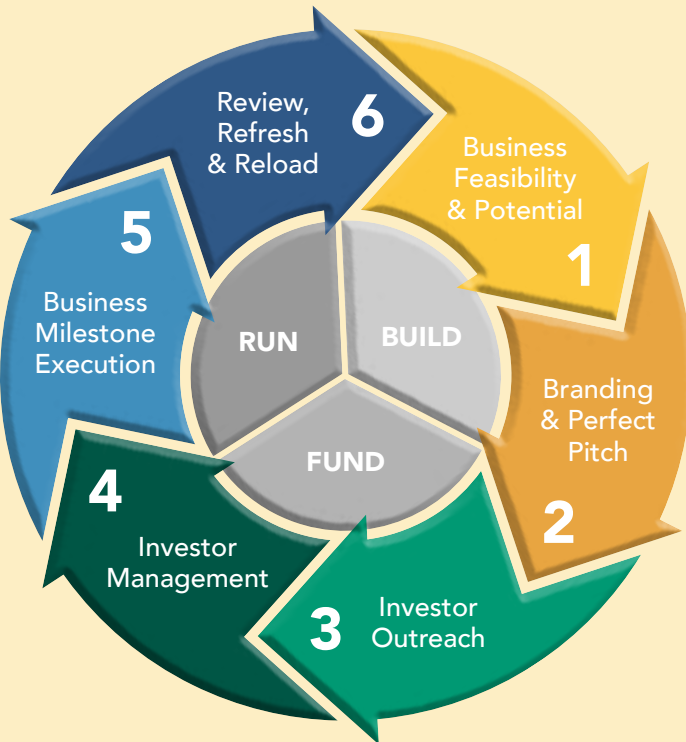 1
Business
Feasibility
& Potential
2
Branding
& Perfect
Pitch
3
Investor
Outreach
4
Investor
Management
5
Business
Milestone
Execution
6
Review,
Refresh
& Reload
BUILD
FUND
RUN